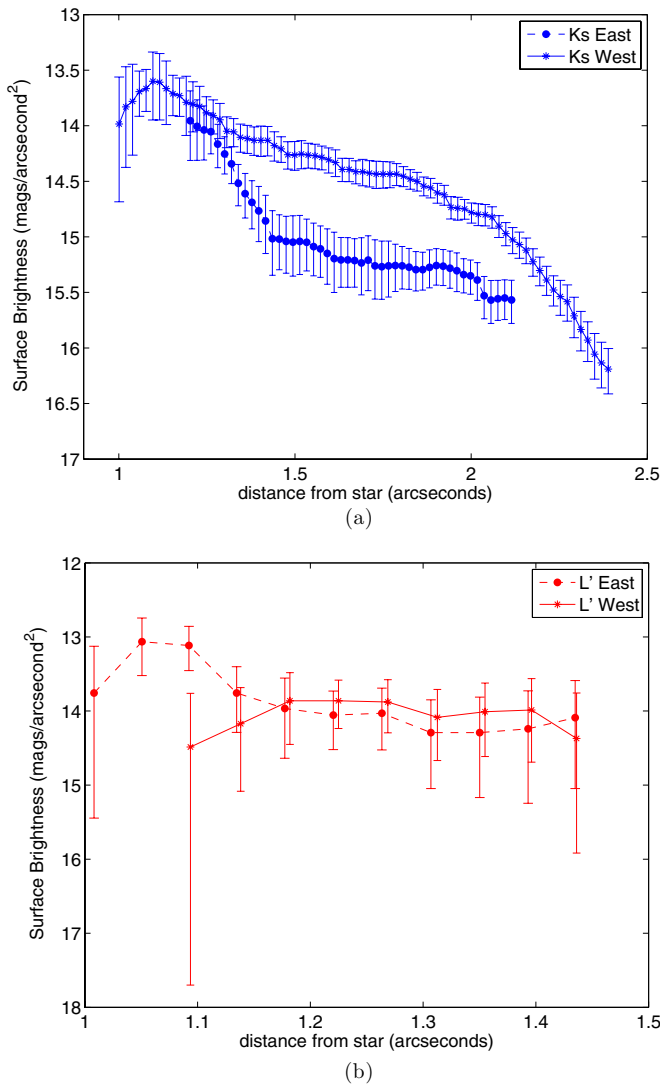 13
13.5
14
14.5
15
15.5
16
16.5
17
Surface Brightness (mags/arcsecond²)
Ks East
Ks West
1
1.5
2
2.5
distance from star (arcseconds)
(a)
12
13
14
15
16
17
18
Surface Brightness (mags/arcsecond²)
L' East
L' West
1
1.1
1.2
1.3
1.4
1.5
distance from star (arcseconds)
(b)